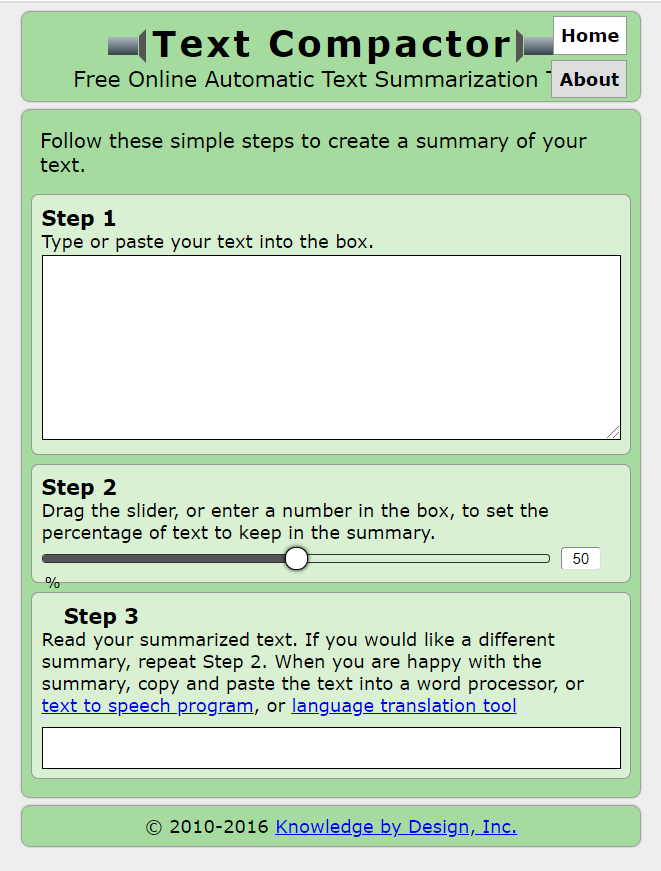 Text Compactor
Home
Free Online Automatic Text Summarization
About
Follow these simple steps to create a summary of your
text.
Step 1
Type or paste your text into the box.
Step 2
Drag the slider, or enter a number in the box, to set the
percentage of text to keep in the summary.
50
%
Step 3
Read your summarized text. If you would like a different
summary, repeat Step 2. When you are happy with the
summary, copy and paste the text into a word processor, or
text to speech program, or language translation tool
© 2010-2016 Knowledge by Design, Inc.